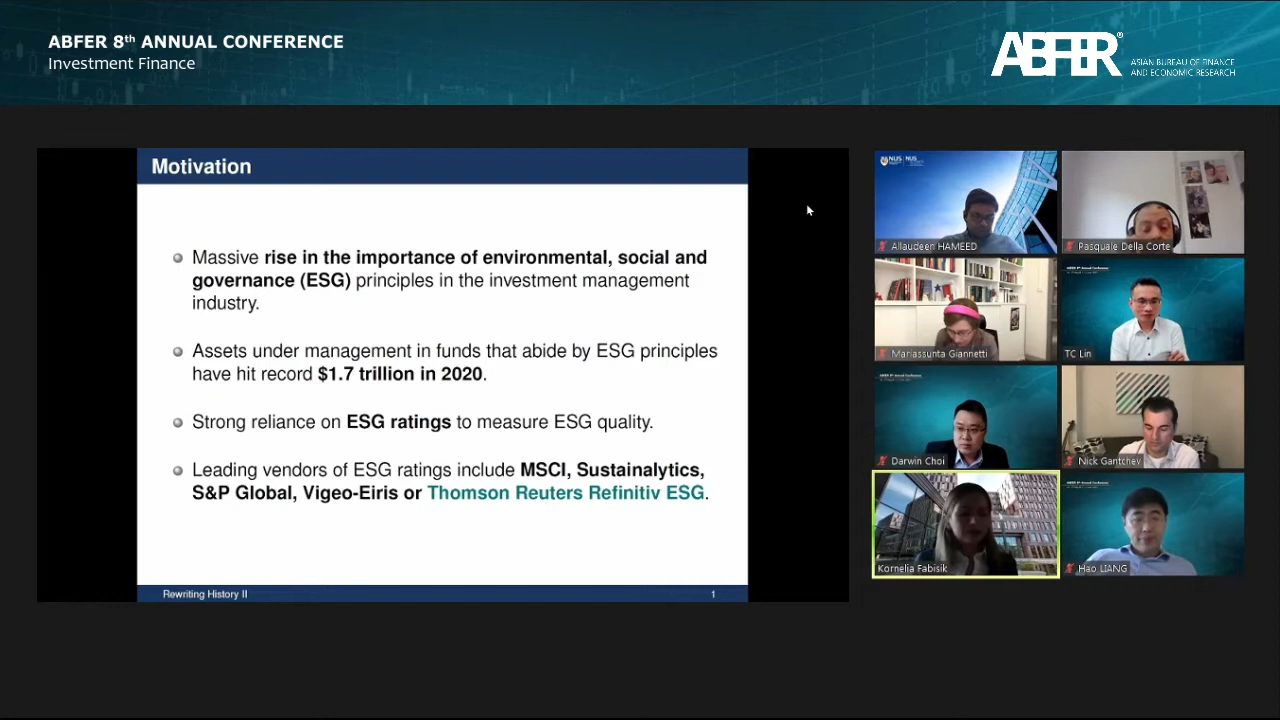 ABFER 8th ANNUAL CONFERENCE
Investment Finance
ABFER®
ASIAN BUREAU OF FINANCE
AND ECONOMIC RESEARCH
Motivation
Massive rise in the importance of environmental, social and
governance (ESG) principles in the investment management
industry.
Assets under management in funds that abide by ESG principles
have hit record $1.7 trillion in 2020.
Strong reliance on ESG ratings to measure ESG quality.
Leading vendors of ESG ratings include MSCI, Sustainalytics,
S&P Global, Vigeo-Eiris or Thomson Reuters Refinitiv ESG.
Rewriting History II
1
NUS
NUS
Allaudeen HAMEED
Pasquale Della Corte
Mariassunta Giannetti
TC Lin
Darwin Choi
Nick Gantchev
Kornelia Fabisik
Hao LIANG